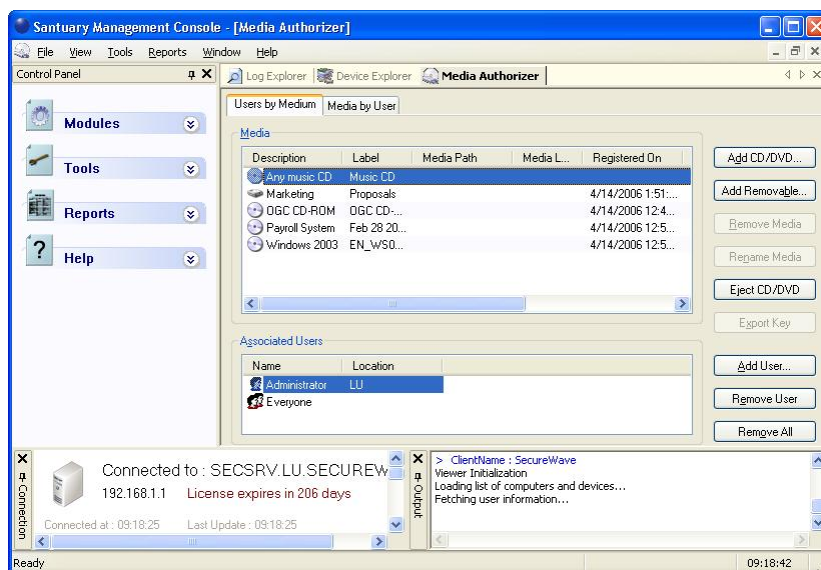 Santuary Management Console - [Media Authorizer]
File View Tools Reports Window Help
Control Panel
Log Explorer Device Explorer Media Authorizer
Modules
Tools
Reports
Help
Users by Medium Media by User
Media
Description Label Media Path Media L... Registered On
Any music CD Music CD
Marketing Proposals 4/14/2006 1:51:...
OGC CD-ROM OGC CD-... 4/14/2006 12:4...
Payroll System Feb 28 20... 4/14/2006 12:5...
Windows 2003 EN_WS0... 4/14/2006 12:5...
Add CD/DVD...
Add Removable...
Remove Media
Rename Media
Eject CD/DVD
Export Key
Associated Users
Name Location
Administrator LU
Everyone
Add User...
Remove User
Remove All
Connection
Connected to : SECSRV.LU.SECUREW
192.168.1.1 License expires in 206 days
Connected at : 09:18:25 Last Update : 09:18:25
Output
> ClientName : SecureWave
Viewer Initialization
Loading list of computers and devices...
Fetching user information...
Ready 09:18:42